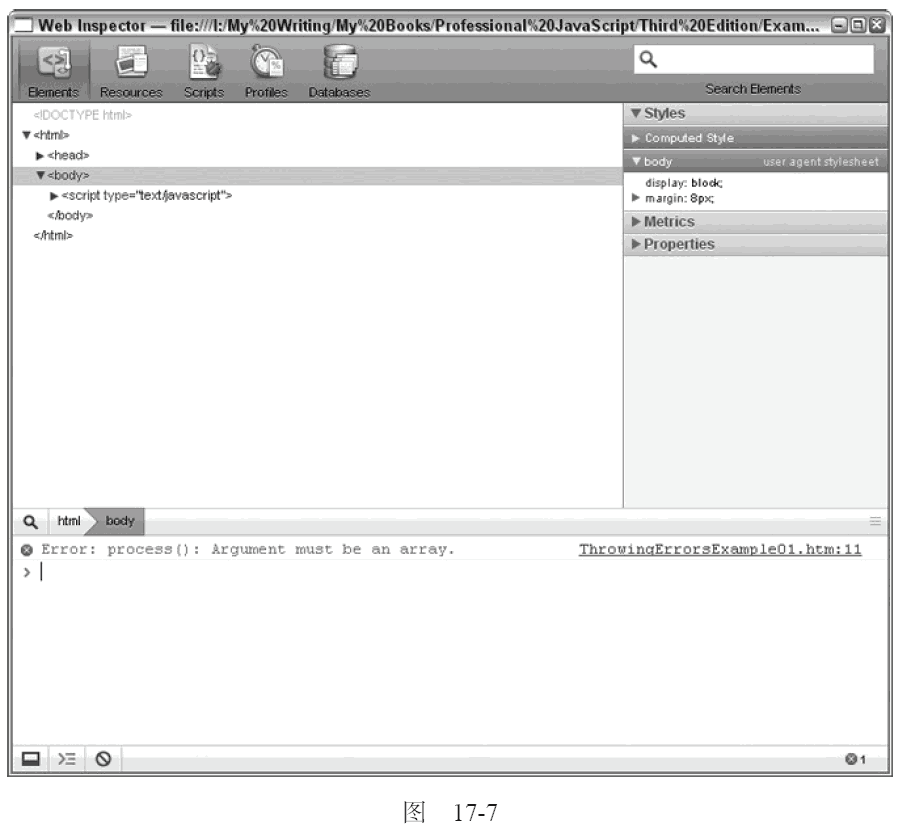 Web Inspector — file:///I:/My%20Writing/My%20Books/Professional%20JavaScript/Third%20Edition/Exam...
Elements Resources Scripts Profiles Databases
Search Elements
<!DOCTYPE html>
▼<html>
▶<head>
▼<body>
▶<script type="text/javascript">
</body>
</html>
▼Styles
▶ Computed Style
▼body user agent stylesheet
display: block;
▶ margin: 8px;
▶Metrics
▶Properties
html body
Error: process(): Argument must be an array. ThrowingErrorsExample01.htm:11
>
1
图 17-7